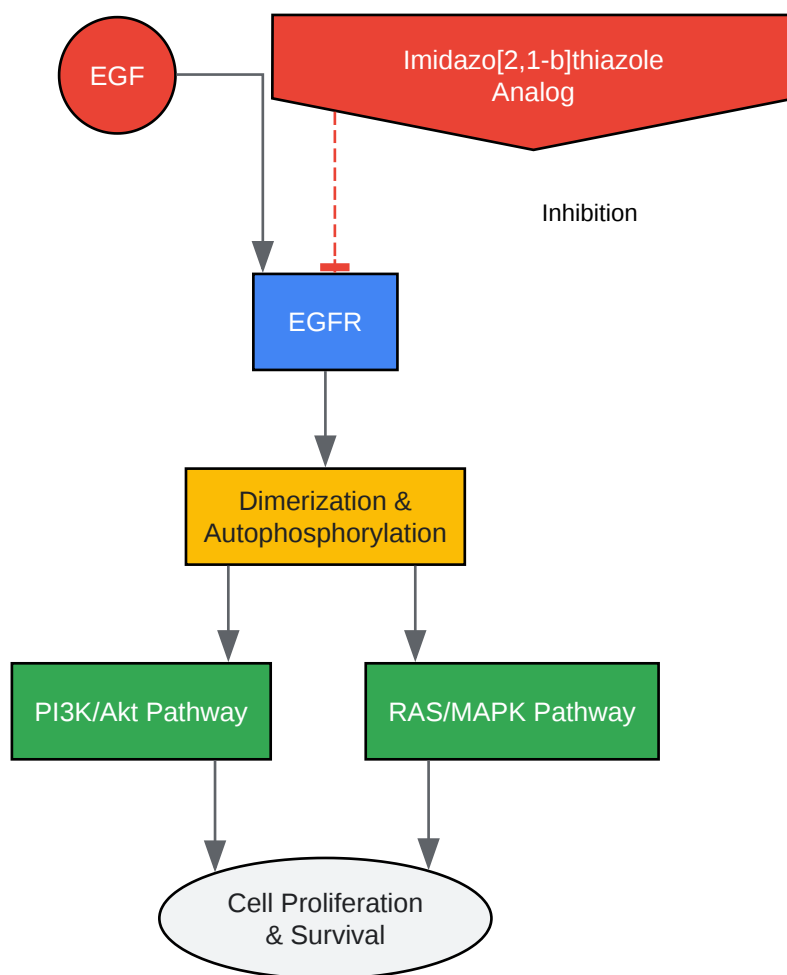 EGF
Imidazo[2,1-b]thiazole
Analog
Inhibition
EGFR
Dimerization &
Autophosphorylation
PI3K/Akt Pathway
RAS/MAPK Pathway
Cell Proliferation
& Survival